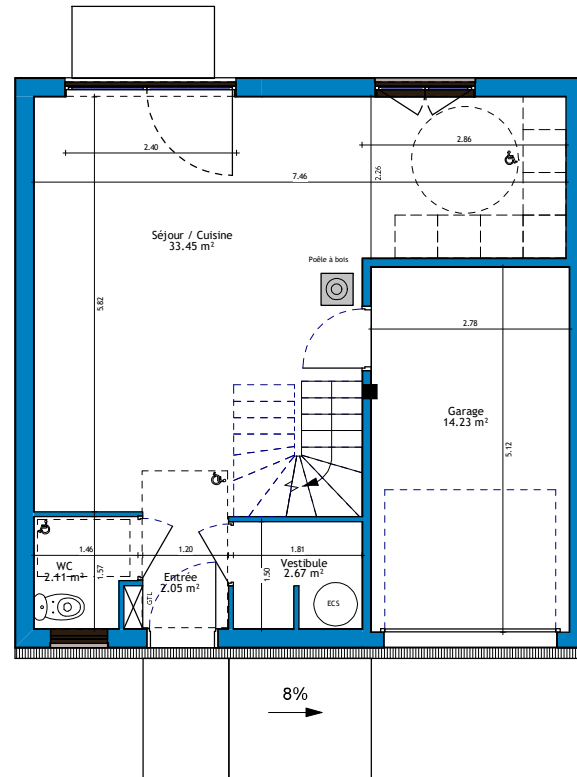 2.40
2.86
7.46
2.26
Séjour / Cuisine
33.45 m²
Poêle à bois
5.82
2.78
Garage
14.23 m²
5.12
1.46
1.20
1.81
WC
2.11 m²
1.57
Entrée
2.05 m²
GTL
1.50
Vestibule
2.67 m²
ECS
8%